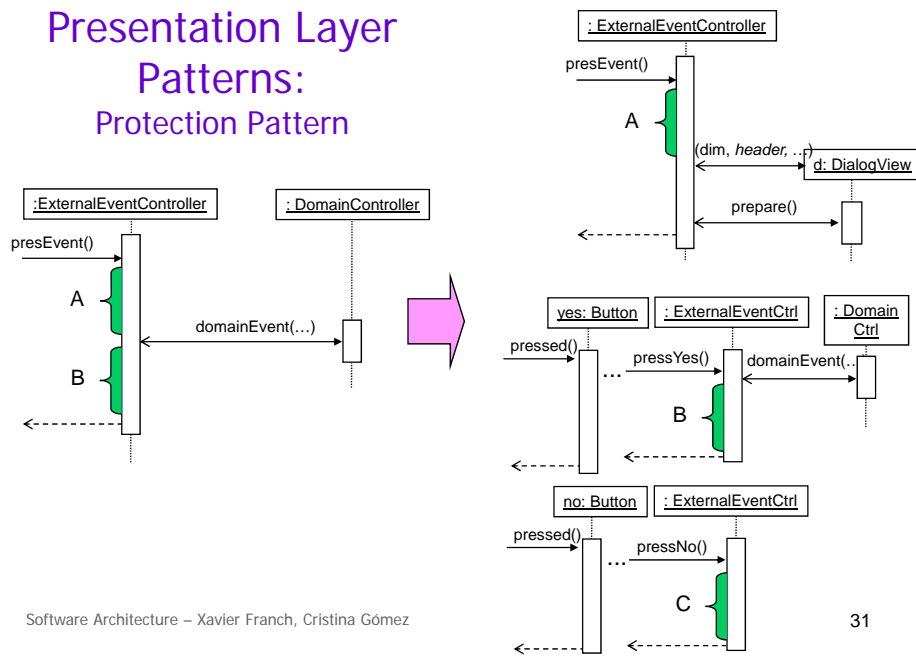 Presentation Layer
Patterns:
Protection Pattern
:ExternalEventController
: DomainController
presEvent()
A
domainEvent(…)
B
: ExternalEventController
presEvent()
A
(dim, header, …)
d: DialogView
prepare()
yes: Button
: ExternalEventCtrl
: Domain
Ctrl
pressed()
...
pressYes()
domainEvent(..
B
no: Button
: ExternalEventCtrl
pressed()
...
pressNo()
C
Software Architecture – Xavier Franch, Cristina Gómez
31